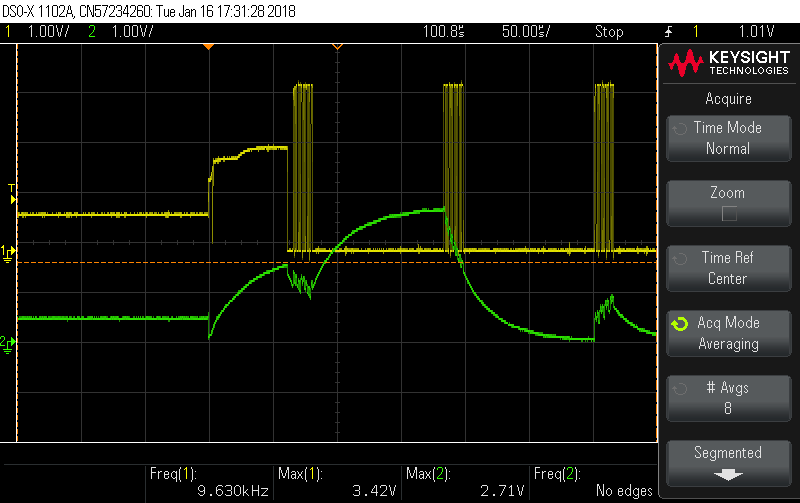 DSO-X 1102A, CN57234260: Tue Jan 16 17:31:28 2018
1 1.00V/ 2 1.00V/ 100.8µs 50.00µs/ Stop 1 1.01V
KEYSIGHT
TECHNOLOGIES
Acquire
Time Mode
Normal
Zoom
T
1
Time Ref
Center
Acq Mode
Averaging
2
# Avgs
8
Segmented
Freq(1): Max(1): Max(2): Freq(2):
9.630kHz 3.42V 2.71V No edges